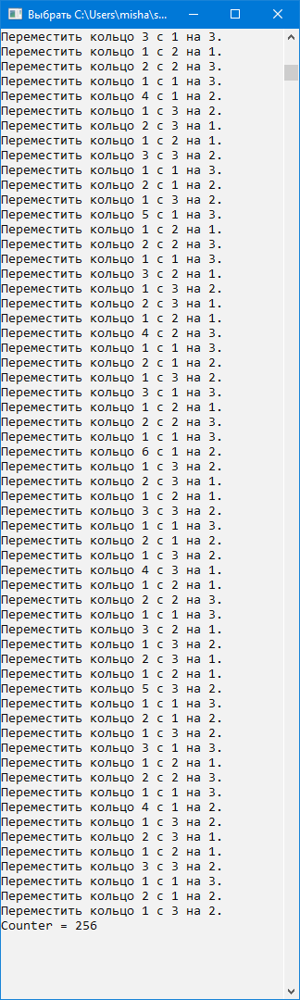 Выбрать C:\Users\misha\s...
Переместить кольцо 3 с 1 на 3.
Переместить кольцо 1 с 2 на 1.
Переместить кольцо 2 с 2 на 3.
Переместить кольцо 1 с 1 на 3.
Переместить кольцо 4 с 1 на 2.
Переместить кольцо 1 с 3 на 2.
Переместить кольцо 2 с 3 на 1.
Переместить кольцо 1 с 2 на 1.
Переместить кольцо 3 с 3 на 2.
Переместить кольцо 1 с 1 на 3.
Переместить кольцо 2 с 1 на 2.
Переместить кольцо 1 с 3 на 2.
Переместить кольцо 5 с 1 на 3.
Переместить кольцо 1 с 2 на 1.
Переместить кольцо 2 с 2 на 3.
Переместить кольцо 1 с 1 на 3.
Переместить кольцо 3 с 2 на 1.
Переместить кольцо 1 с 3 на 2.
Переместить кольцо 2 с 3 на 1.
Переместить кольцо 1 с 2 на 1.
Переместить кольцо 4 с 2 на 3.
Переместить кольцо 1 с 1 на 3.
Переместить кольцо 2 с 1 на 2.
Переместить кольцо 1 с 3 на 2.
Переместить кольцо 3 с 1 на 3.
Переместить кольцо 1 с 2 на 1.
Переместить кольцо 2 с 2 на 3.
Переместить кольцо 1 с 1 на 3.
Переместить кольцо 6 с 1 на 2.
Переместить кольцо 1 с 3 на 2.
Переместить кольцо 2 с 3 на 1.
Переместить кольцо 1 с 2 на 1.
Переместить кольцо 3 с 3 на 2.
Переместить кольцо 1 с 1 на 3.
Переместить кольцо 2 с 1 на 2.
Переместить кольцо 1 с 3 на 2.
Переместить кольцо 4 с 3 на 1.
Переместить кольцо 1 с 2 на 1.
Переместить кольцо 2 с 2 на 3.
Переместить кольцо 1 с 1 на 3.
Переместить кольцо 3 с 2 на 1.
Переместить кольцо 1 с 3 на 2.
Переместить кольцо 2 с 3 на 1.
Переместить кольцо 1 с 2 на 1.
Переместить кольцо 5 с 3 на 2.
Переместить кольцо 1 с 1 на 3.
Переместить кольцо 2 с 1 на 2.
Переместить кольцо 1 с 3 на 2.
Переместить кольцо 3 с 1 на 3.
Переместить кольцо 1 с 2 на 1.
Переместить кольцо 2 с 2 на 3.
Переместить кольцо 1 с 1 на 3.
Переместить кольцо 4 с 1 на 2.
Переместить кольцо 1 с 3 на 2.
Переместить кольцо 2 с 3 на 1.
Переместить кольцо 1 с 2 на 1.
Переместить кольцо 3 с 3 на 2.
Переместить кольцо 1 с 1 на 3.
Переместить кольцо 2 с 1 на 2.
Переместить кольцо 1 с 3 на 2.
Counter = 256